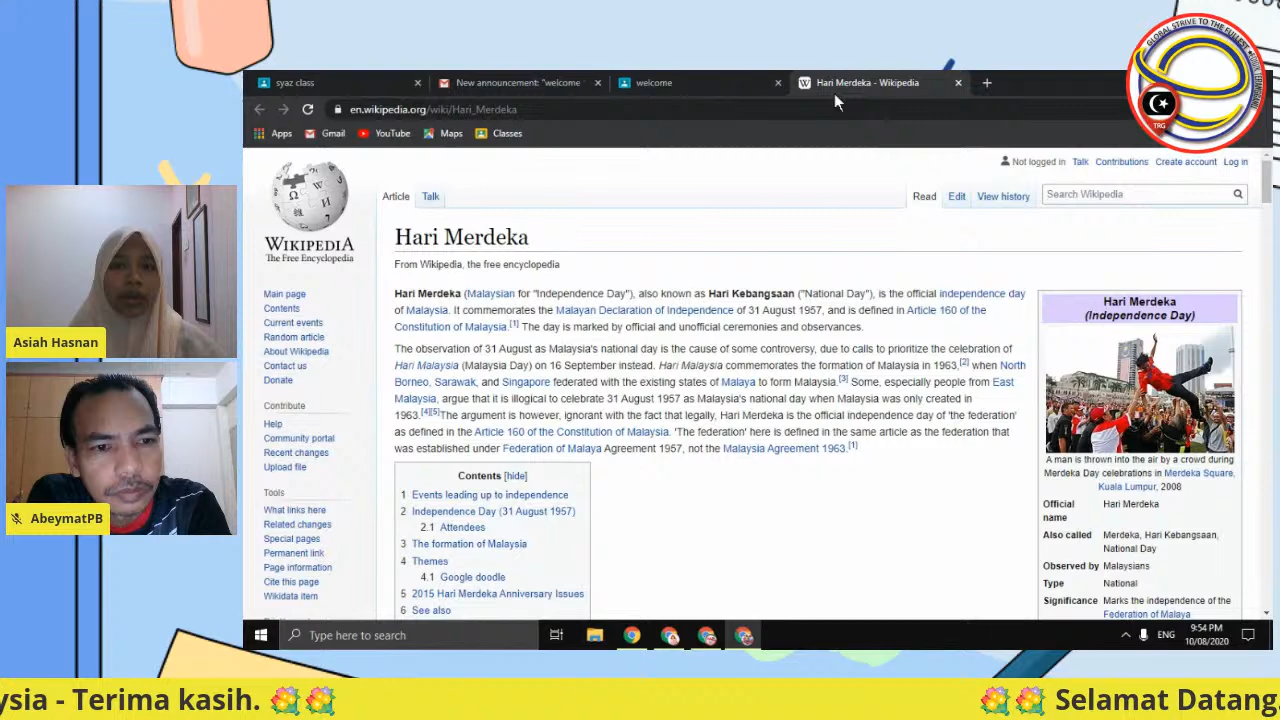 syaz class
New announcement: "welcome
welcome
Hari Merdeka - Wikipedia
en.wikipedia.org/wiki/Hari_Merdeka
Apps Gmail YouTube Maps Classes
GLOBAL STRIVE TO THE FULLEST
TRG
WIKIPEDIA
The Free Encyclopedia
Main page
Contents
Current events
Random article
About Wikipedia
Contact us
Donate
Contribute
Help
Community portal
Recent changes
Upload file
Tools
What links here
Related changes
Special pages
Permanent link
Page information
Cite this page
Wikidata item
Not logged in Talk Contributions Create account Log in
Article Talk
Read Edit View history
Search Wikipedia
Hari Merdeka
From Wikipedia, the free encyclopedia
Hari Merdeka (Malaysian for "Independence Day"), also known as Hari Kebangsaan ("National Day"), is the official independence day
of Malaysia. It commemorates the Malayan Declaration of Independence of 31 August 1957, and is defined in Article 160 of the
Constitution of Malaysia.[1] The day is marked by official and unofficial ceremonies and observances.
The observation of 31 August as Malaysia's national day is the cause of some controversy, due to calls to prioritize the celebration of
Hari Malaysia (Malaysia Day) on 16 September instead. Hari Malaysia commemorates the formation of Malaysia in 1963,[2] when North
Borneo, Sarawak, and Singapore federated with the existing states of Malaya to form Malaysia.[3] Some, especially people from East
Malaysia, argue that it is illogical to celebrate 31 August 1957 as Malaysia's national day when Malaysia was only created in
1963.[4][5]The argument is however, ignorant with the fact that legally, Hari Merdeka is the official independence day of 'the federation'
as defined in the Article 160 of the Constitution of Malaysia. 'The federation' here is defined in the same article as the federation that
was established under Federation of Malaya Agreement 1957, not the Malaysia Agreement 1963.[1]
Contents [hide]
1 Events leading up to independence
2 Independence Day (31 August 1957)
2.1 Attendees
3 The formation of Malaysia
4 Themes
4.1 Google doodle
5 2015 Hari Merdeka Anniversary Issues
6 See also
Hari Merdeka
(Independence Day)
A man is thrown into the air by a crowd during
Merdeka Day celebrations in Merdeka Square,
Kuala Lumpur, 2008
Official name Hari Merdeka
Also called Merdeka, Hari Kebangsaan,
National Day
Observed by Malaysians
Type National
Significance Marks the independence of the
Federation of Malaya
Asiah Hasnan
AbeymatPB
Type here to search
ENG
9:54 PM
10/08/2020
ysia - Terima kasih. 💐💐 💐💐 Selamat Datang.